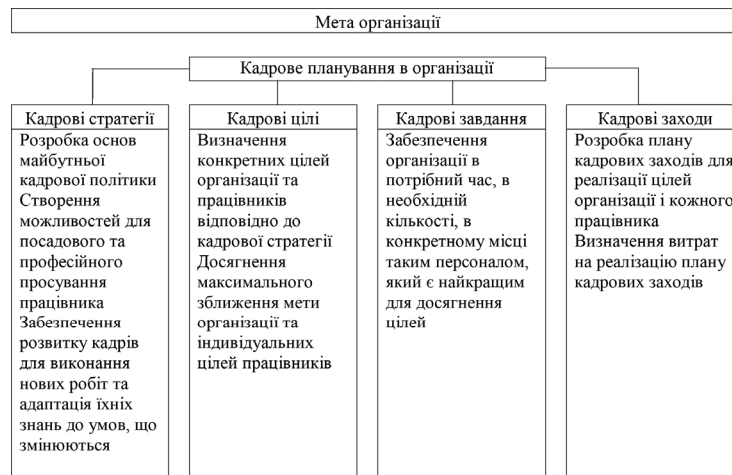 Мета організації
Кадрове планування в організації
Кадрові стратегії
Розробка основ
майбутньої
кадрової політики
Створення
можливостей для
посадового та
професійного
просування
працівника
Забезпечення
розвитку кадрів
для виконання
нових робіт та
адаптація їхніх
знань до умов, що
змінюються
Кадрові цілі
Визначення
конкретних цілей
організації та
працівників
відповідно до
кадрової стратегії
Досягнення
максимального
зближення мети
організації та
індивідуальних
цілей працівників
Кадрові завдання
Забезпечення
організації в
потрібний час, в
необхідній
кількості, в
конкретному місці
таким персоналом,
який є найкращим
для досягнення
цілей
Кадрові заходи
Розробка плану
кадрових заходів для
реалізації цілей
організації і кожного
працівника
Визначення витрат
на реалізацію плану
кадрових заходів